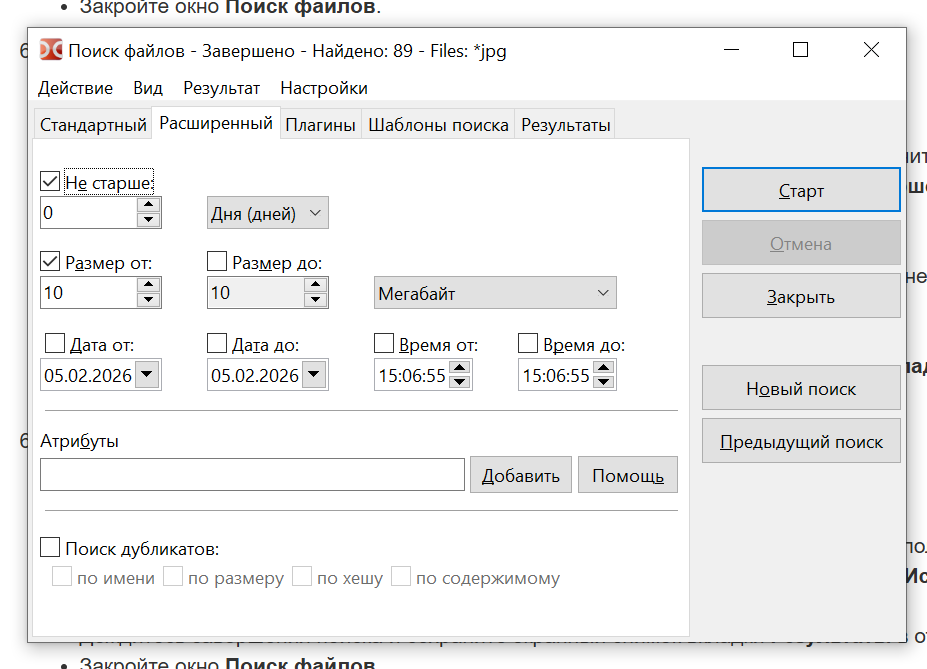 • Закройте окно Поиск файлов.
6
Поиск файлов - Завершено - Найдено: 89 - Files: *jpg
Действие Вид Результат Настройки
Стандартный Расширенный Плагины Шаблоны поиска Результаты
Не старше:
0 Дня (дней)
Размер от: Размер до:
10 10 Мегабайт
Дата от: Дата до: Время от: Время до:
05.02.2026 05.02.2026 15:06:55 15:06:55
Атрибуты
Добавить Помощь
Поиск дубликатов:
по имени по размеру по хешу по содержимому
Старт
Отмена
Закрыть
Новый поиск
Предыдущий поиск
6
• Закройте окно Поиск файлов.